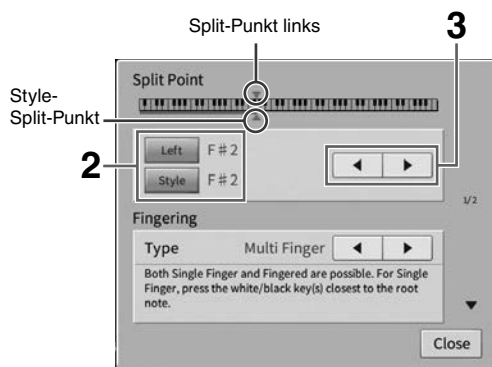 Split-Punkt links
3
Split Point
Style-
Split-Punkt
2
Left F♯2
Style F♯2
1/2
Fingering
Type Multi Finger
Both Single Finger and Fingered are possible. For Single
Finger, press the white/black key(s) closest to the root
note.
Close